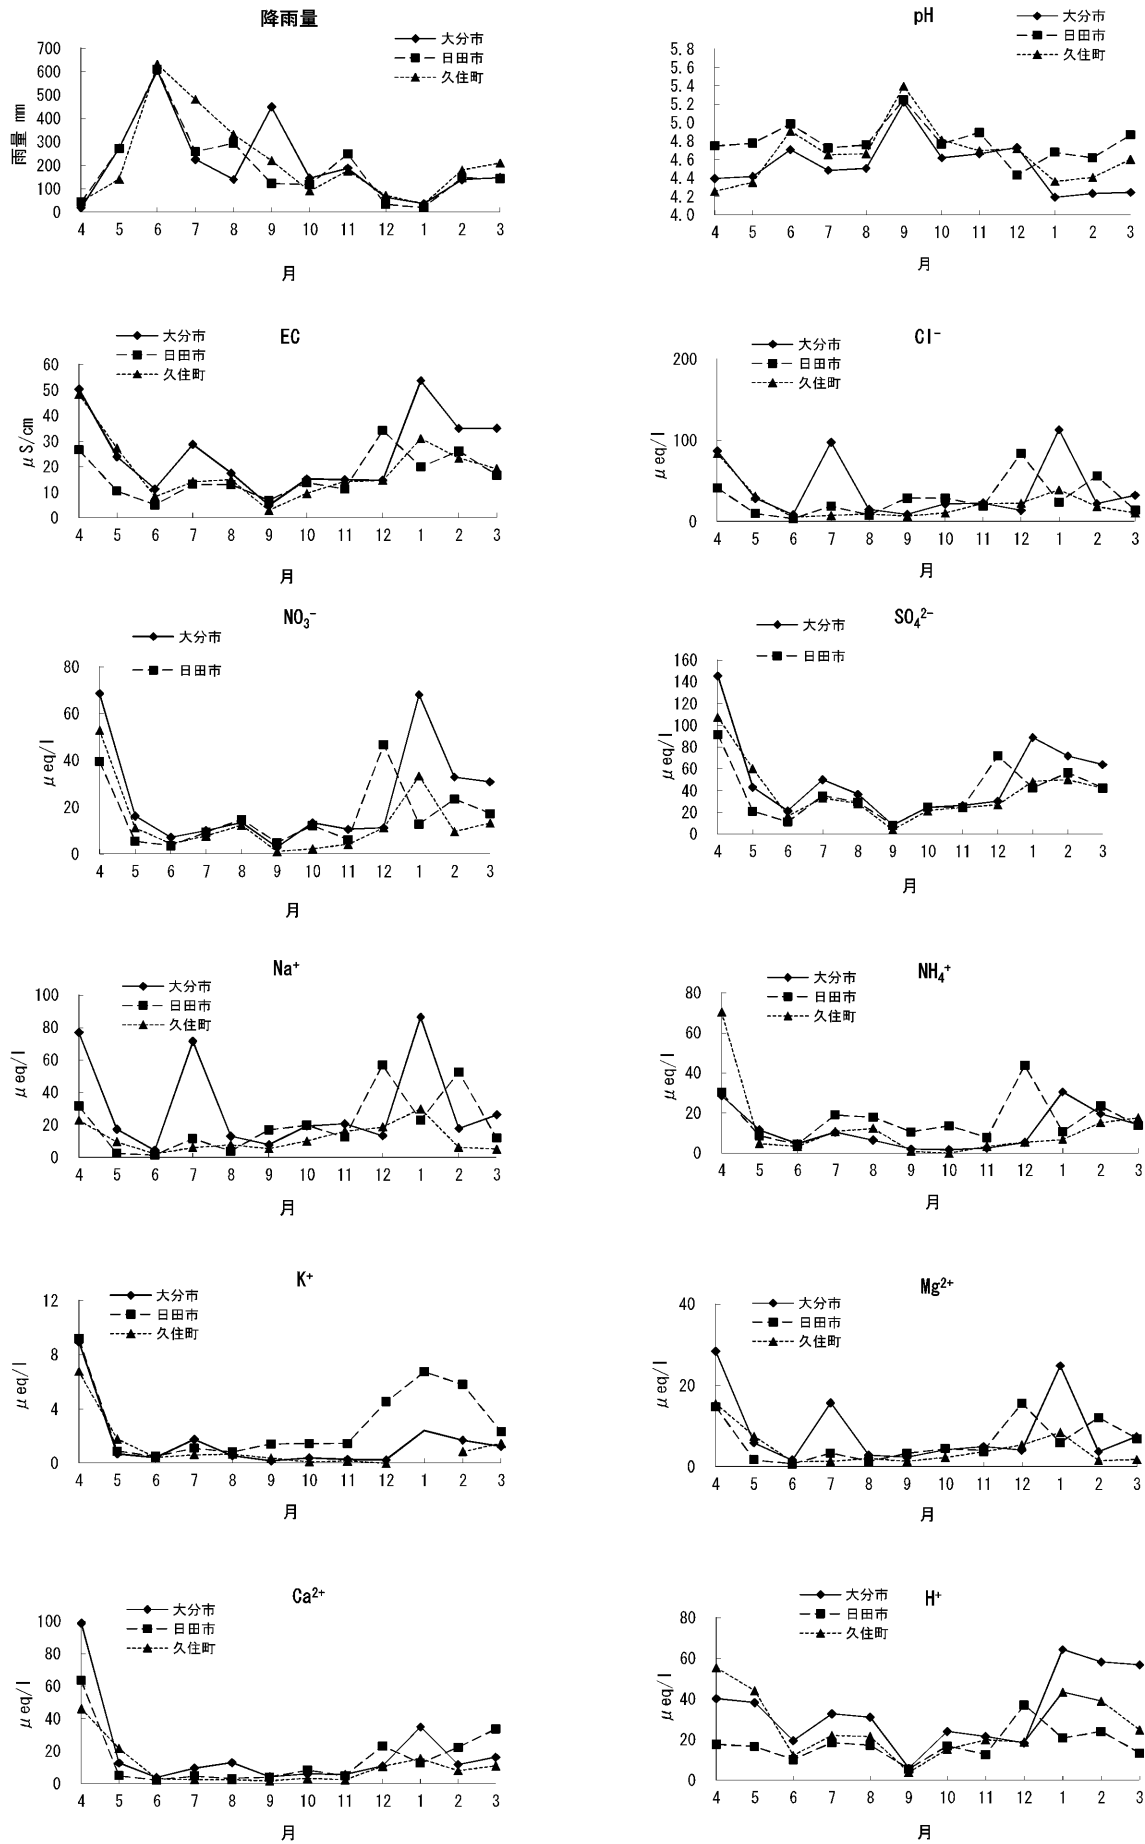 降雨量
大分市
日田市
久住町
雨量 mm
700
600
500
400
300
200
100
0
4 5 6 7 8 9 10 11 12 1 2 3
月
pH
大分市
日田市
久住町
5.8
5.6
5.4
5.2
5.0
4.8
4.6
4.4
4.2
4.0
4 5 6 7 8 9 10 11 12 1 2 3
月
EC
大分市
日田市
久住町
μS/cm
60
50
40
30
20
10
0
4 5 6 7 8 9 10 11 12 1 2 3
月
Cl⁻
大分市
日田市
久住町
μeq/l
200
100
0
4 5 6 7 8 9 10 11 12 1 2 3
月
NO₃⁻
大分市
日田市
μeq/l
80
60
40
20
0
4 5 6 7 8 9 10 11 12 1 2 3
月
SO₄²⁻
大分市
日田市
μeq/l
160
140
120
100
80
60
40
20
0
4 5 6 7 8 9 10 11 12 1 2 3
月
Na⁺
大分市
日田市
久住町
μeq/l
100
80
60
40
20
0
4 5 6 7 8 9 10 11 12 1 2 3
月
NH₄⁺
大分市
日田市
久住町
μeq/l
80
60
40
20
0
4 5 6 7 8 9 10 11 12 1 2 3
月
K⁺
大分市
日田市
久住町
μeq/l
12
8
4
0
4 5 6 7 8 9 10 11 12 1 2 3
月
Mg²⁺
大分市
日田市
久住町
μeq/l
40
20
0
4 5 6 7 8 9 10 11 12 1 2 3
月
Ca²⁺
大分市
日田市
久住町
μeq/l
100
80
60
40
20
0
4 5 6 7 8 9 10 11 12 1 2 3
月
H⁺
大分市
日田市
久住町
μeq/l
80
60
40
20
0
4 5 6 7 8 9 10 11 12 1 2 3
月